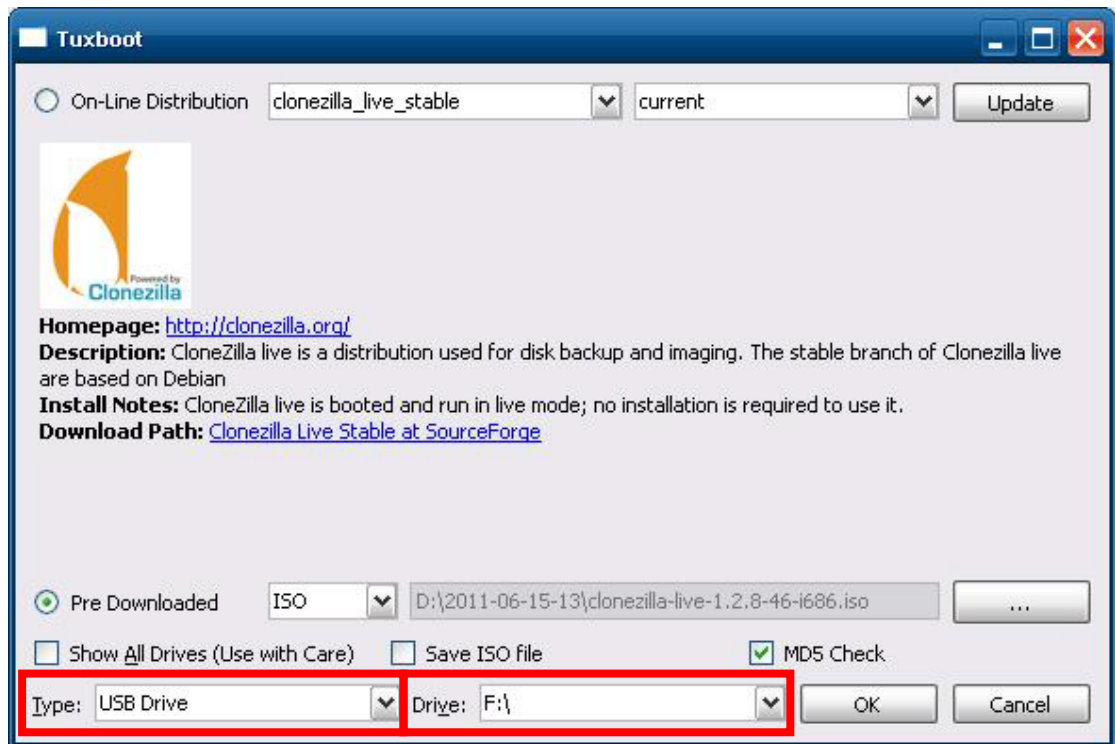 Tuxboot
On-Line Distribution clonezilla_live_stable current Update
Powered by
Clonezilla
Homepage: http://clonezilla.org/
Description: CloneZilla live is a distribution used for disk backup and imaging. The stable branch of Clonezilla live
are based on Debian
Install Notes: CloneZilla live is booted and run in live mode; no installation is required to use it.
Download Path: Clonezilla Live Stable at SourceForge
Pre Downloaded ISO D:\2011-06-15-13\clonezilla-live-1.2.8-46-i686.iso ...
Show All Drives (Use with Care) Save ISO file MD5 Check
Type: USB Drive Drive: F:\ OK Cancel